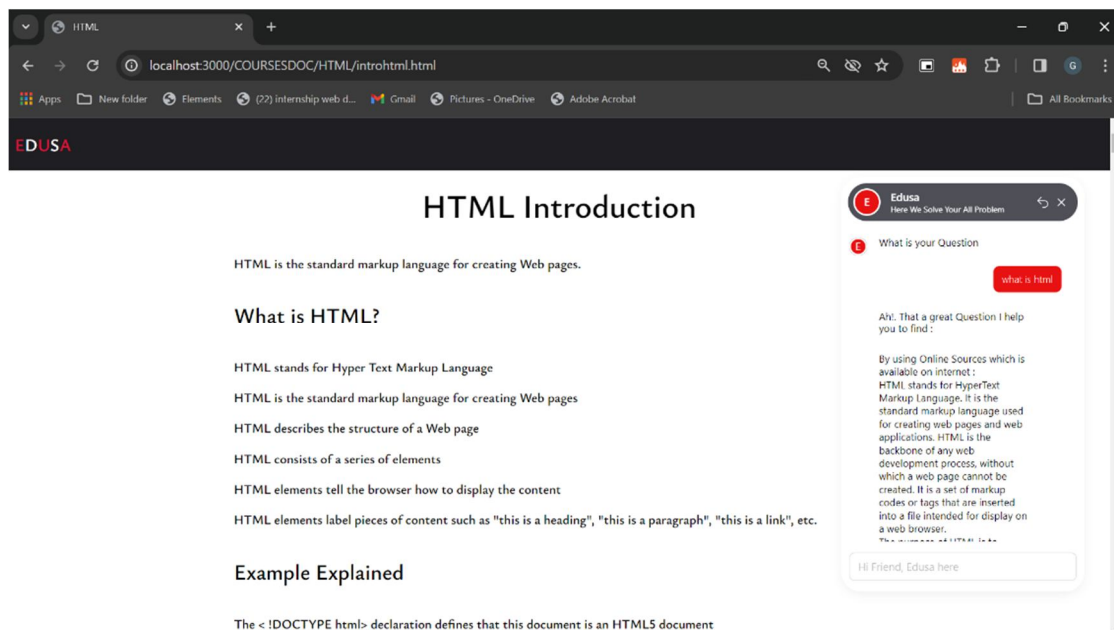 HTML
localhost:3000/COURSESDOC/HTML/introhtml.html
G
Apps New folder Elements (22) internship web d... Gmail Pictures - OneDrive Adobe Acrobat All Bookmarks
EDUSA
HTML Introduction
HTML is the standard markup language for creating Web pages.
What is HTML?
HTML stands for Hyper Text Markup Language
HTML is the standard markup language for creating Web pages
HTML describes the structure of a Web page
HTML consists of a series of elements
HTML elements tell the browser how to display the content
HTML elements label pieces of content such as "this is a heading", "this is a paragraph", "this is a link", etc.
Example Explained
The < !DOCTYPE html> declaration defines that this document is an HTML5 document
E
Edusa
Here We Solve Your All Problem
E
What is your Question
what is html
Ah!. That a great Question I help
you to find :
By using Online Sources which is
available on internet :
HTML stands for HyperText
Markup Language. It is the
standard markup language used
for creating web pages and web
applications. HTML is the
backbone of any web
development process, without
which a web page cannot be
created. It is a set of markup
codes or tags that are inserted
into a file intended for display on
a web browser.
The purpose of HTML is to
Hi Friend, Edusa here